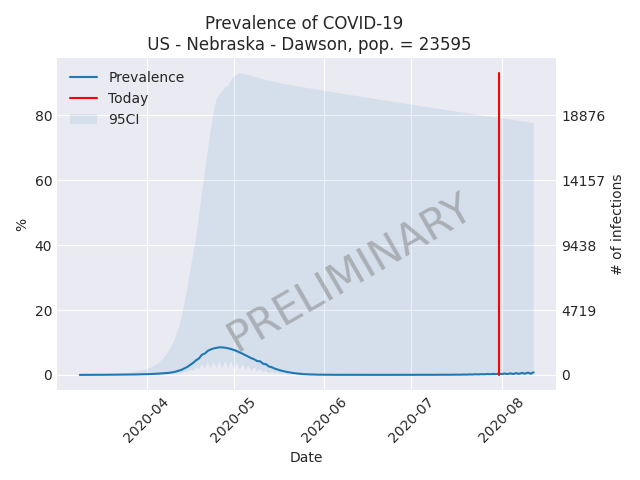 Prevalence of COVID-19
US - Nebraska - Dawson, pop. = 23595
Prevalence
Today
95CI
%
80
60
40
20
0
18876
14157
9438
4719
0
# of infections
PRELIMINARY
2020-04
2020-05
2020-06
2020-07
2020-08
Date